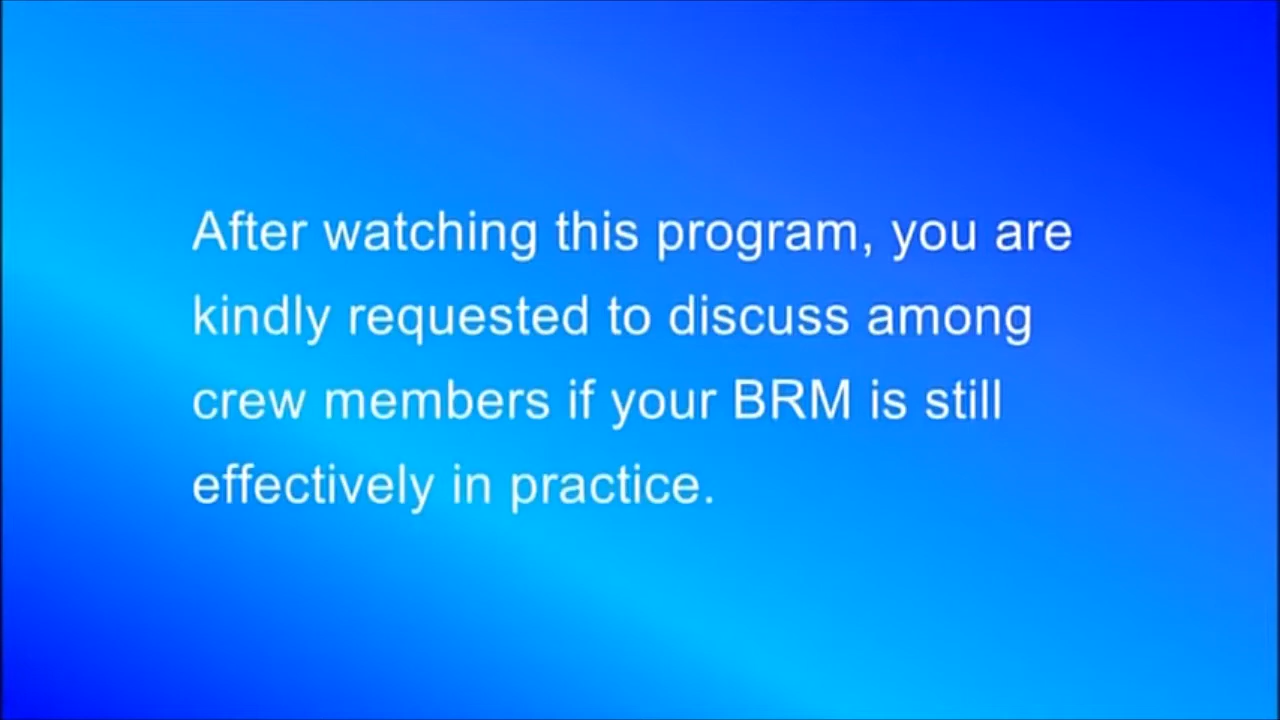 After watching this program, you are
kindly requested to discuss among
crew members if your BRM is still
effectively in practice.